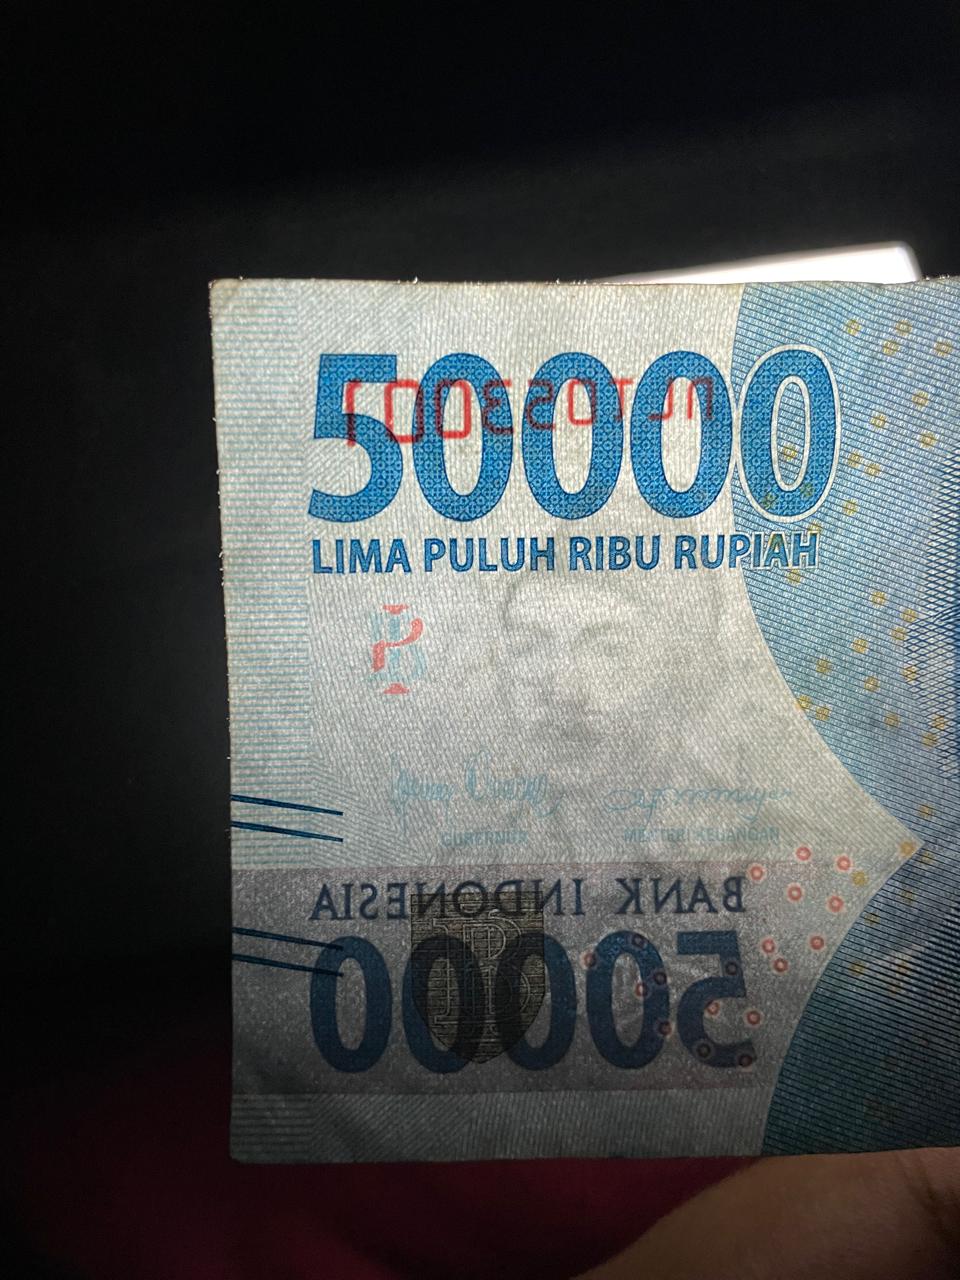 50000
LIMA PULUH RIBU RUPIAH
GUBERNUR
MENTERI KEUANGAN
BANK INDONESIA
50000